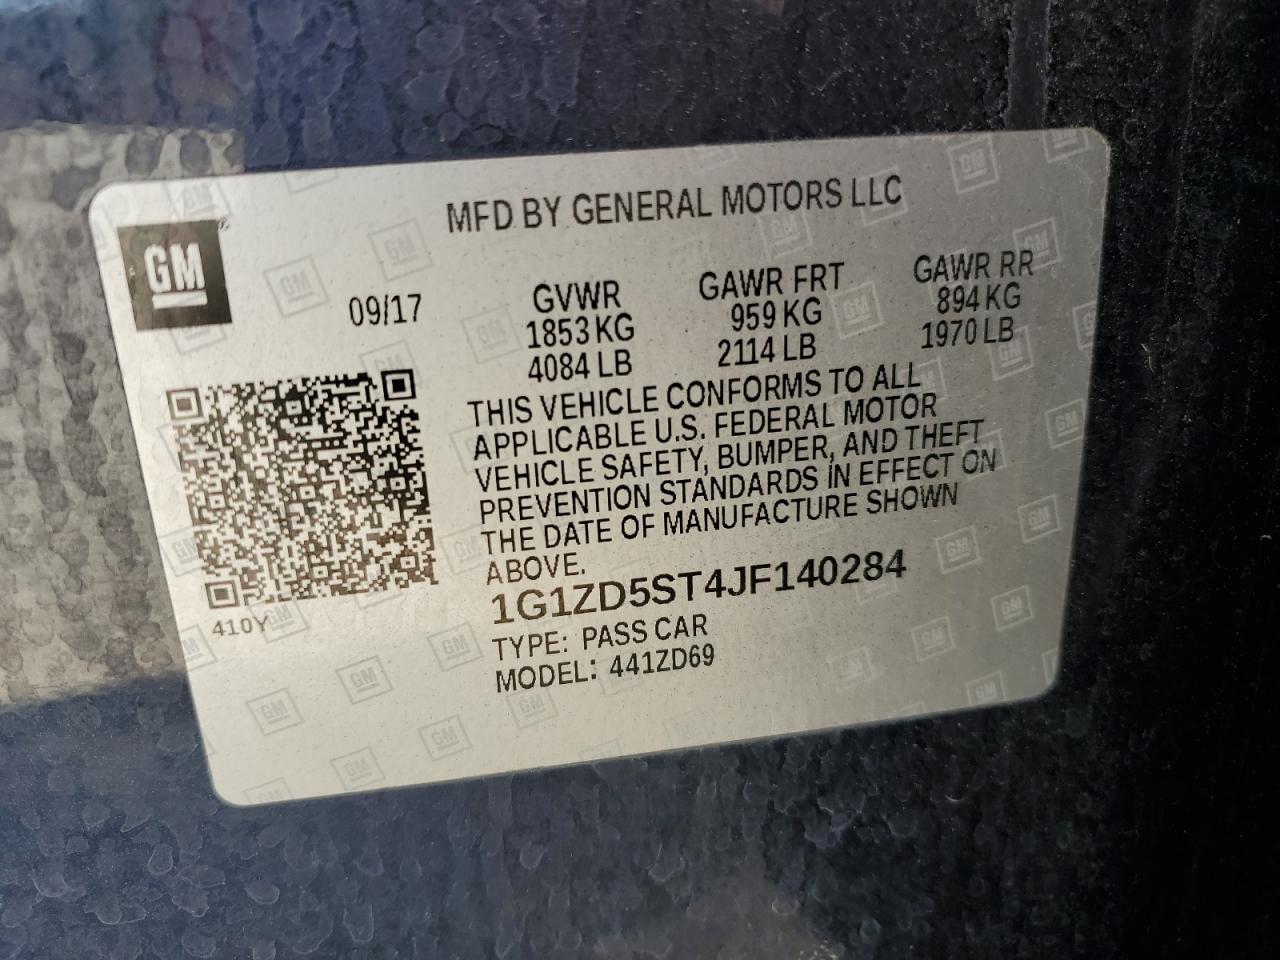 MFD BY GENERAL MOTORS LLC
GM
09/17
GVWR
1853 KG
4084 LB
GAWR FRT
959 KG
2114 LB
GAWR RR
894 KG
1970 LB
THIS VEHICLE CONFORMS TO ALL
APPLICABLE U.S. FEDERAL MOTOR
VEHICLE SAFETY, BUMPER, AND THEFT
PREVENTION STANDARDS IN EFFECT ON
THE DATE OF MANUFACTURE SHOWN
ABOVE.
1G1ZD5ST4JF140284
TYPE: PASS CAR
MODEL: 441ZD69
410Y